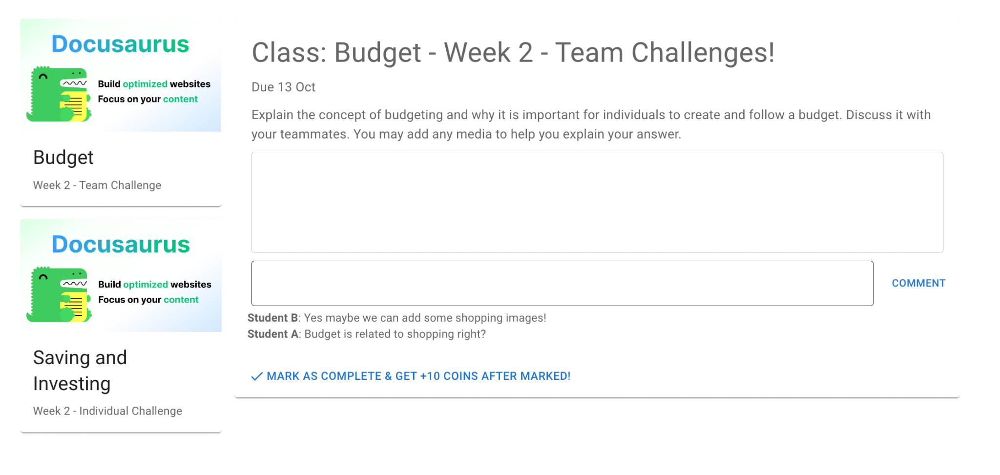 Docusaurus
Build optimized websites
Focus on your content
Budget
Week 2 - Team Challenge
Docusaurus
Build optimized websites
Focus on your content
Saving and
Investing
Week 2 - Individual Challenge
Class: Budget - Week 2 - Team Challenges!
Due 13 Oct
Explain the concept of budgeting and why it is important for individuals to create and follow a budget. Discuss it with
your teammates. You may add any media to help you explain your answer.
COMMENT
Student B: Yes maybe we can add some shopping images!
Student A: Budget is related to shopping right?
MARK AS COMPLETE & GET +10 COINS AFTER MARKED!